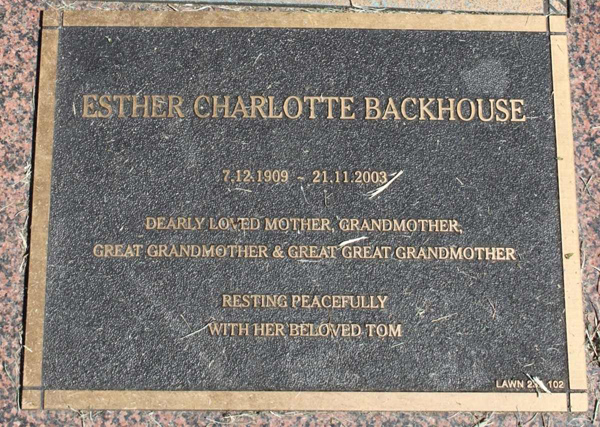 ESTHER CHARLOTTE BACKHOUSE
7.12.1909 ~ 21.11.2003
DEARLY LOVED MOTHER, GRANDMOTHER,
GREAT GRANDMOTHER & GREAT GREAT GRANDMOTHER
RESTING PEACEFULLY
WITH HER BELOVED TOM
LAWN 102